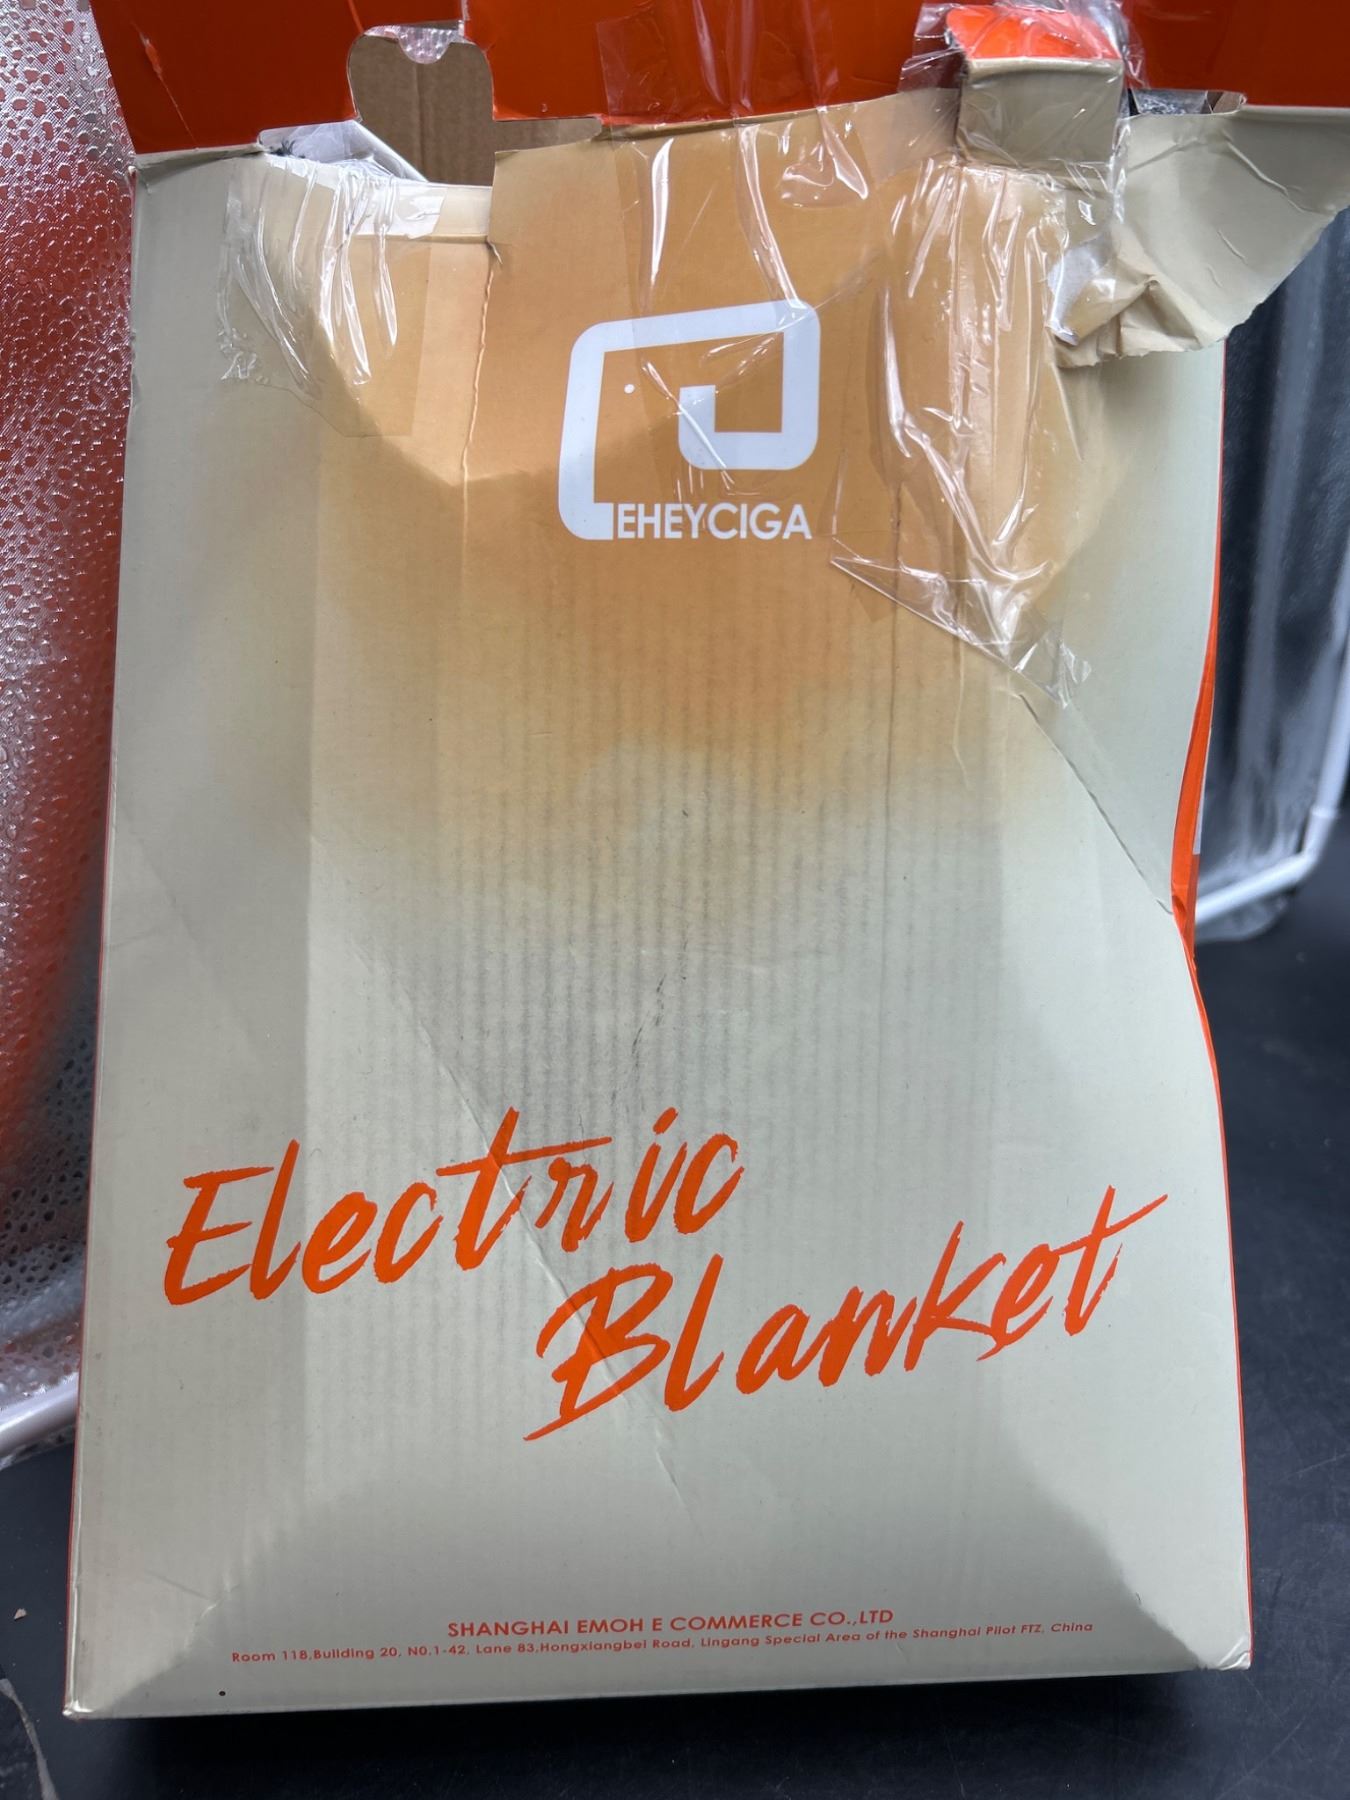 EHEYCIGA
Electric
Blanket
SHANGHAI EMOH E COMMERCE CO.,LTD
Room 118,Building 20, NO.1-42, Lane 83,Hongxiangbei Road, Lingang Special Area of the Shanghai Pilot FTZ, China